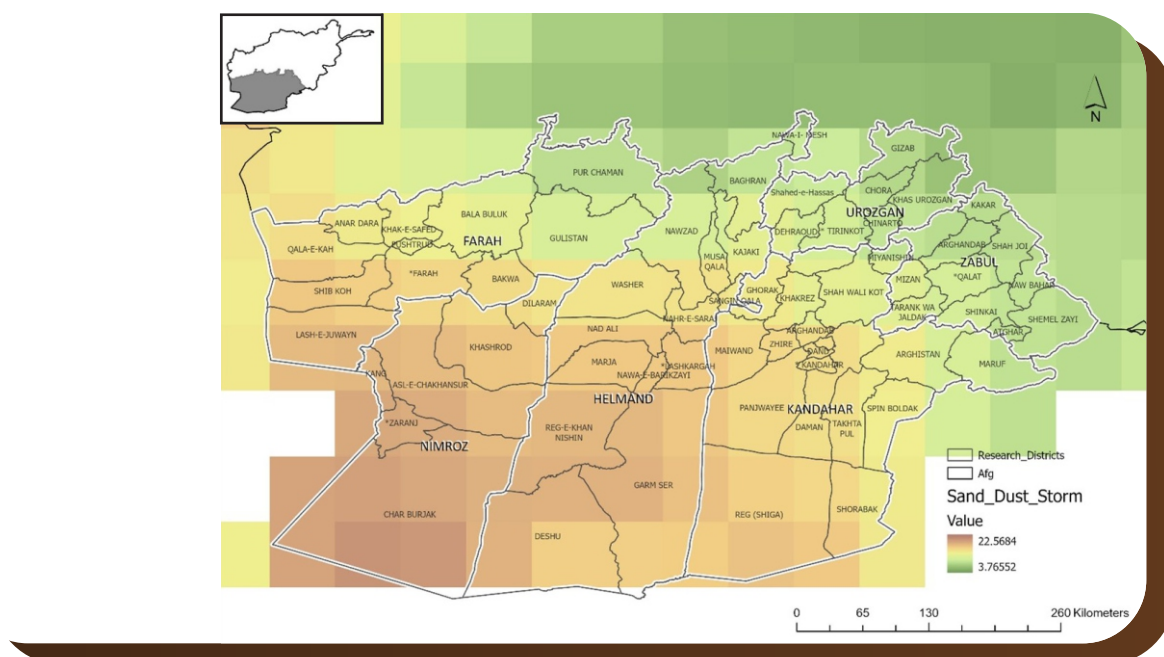 N
NAWA-I- MESH
GIZAB
PUR CHAMAN
BAGHRAN
Shahed-e-Hassas
CHORA
KHAS UROZGAN
KAKAR
ANAR DARA
BALA BULUK
UROZGAN
KHAK-E-SAFED
CHINARTO
NAWZAD
DEHRAOUD
* TIRINKOT
QALA-E-KAH
PUSHTRUD
FARAH
GULISTAN
KAJAKI
ARGHANDAB
SHAH JOI
MUSA
QALA
MIYANISHIN
ZABUL
*FARAH
BAKWA
MIZAN
*QALAT
WASHER
GHORAK
NAW BAHAR
SHIB KOH
KHAKREZ
SHAH WALI KOT
DILARAM
SANGIN QALA
TARANK WA
JALDAK
SHINKAI
SHEMEL ZAYI
NAHR-E-SARAJ
NAD ALI
ARGHANDAB
ATGHAR
LASH-E-JUWAYN
KHASHROD
ZHIRE
MAIWAND
DAND
ARGHISTAN
MARJA
*LASHKARGAH
* KANDAHAR
MARUF
KANG
NAWA-E-BARIKZAYI
ASL-E-CHAKHANSUR
HELMAND
PANJWAYEE
KANDAHAR
SPIN BOLDAK
*ZARANJ
REG-E-KHAN
NISHIN
DAMAN
TAKHTA
PUL
NIMROZ
GARM SER
CHAR BURJAK
REG (SHIGA)
SHORABAK
DESHU
Research_Districts
Afg
Sand_Dust_Storm
Value
22.5684
3.76552
0 65 130 260 Kilometers